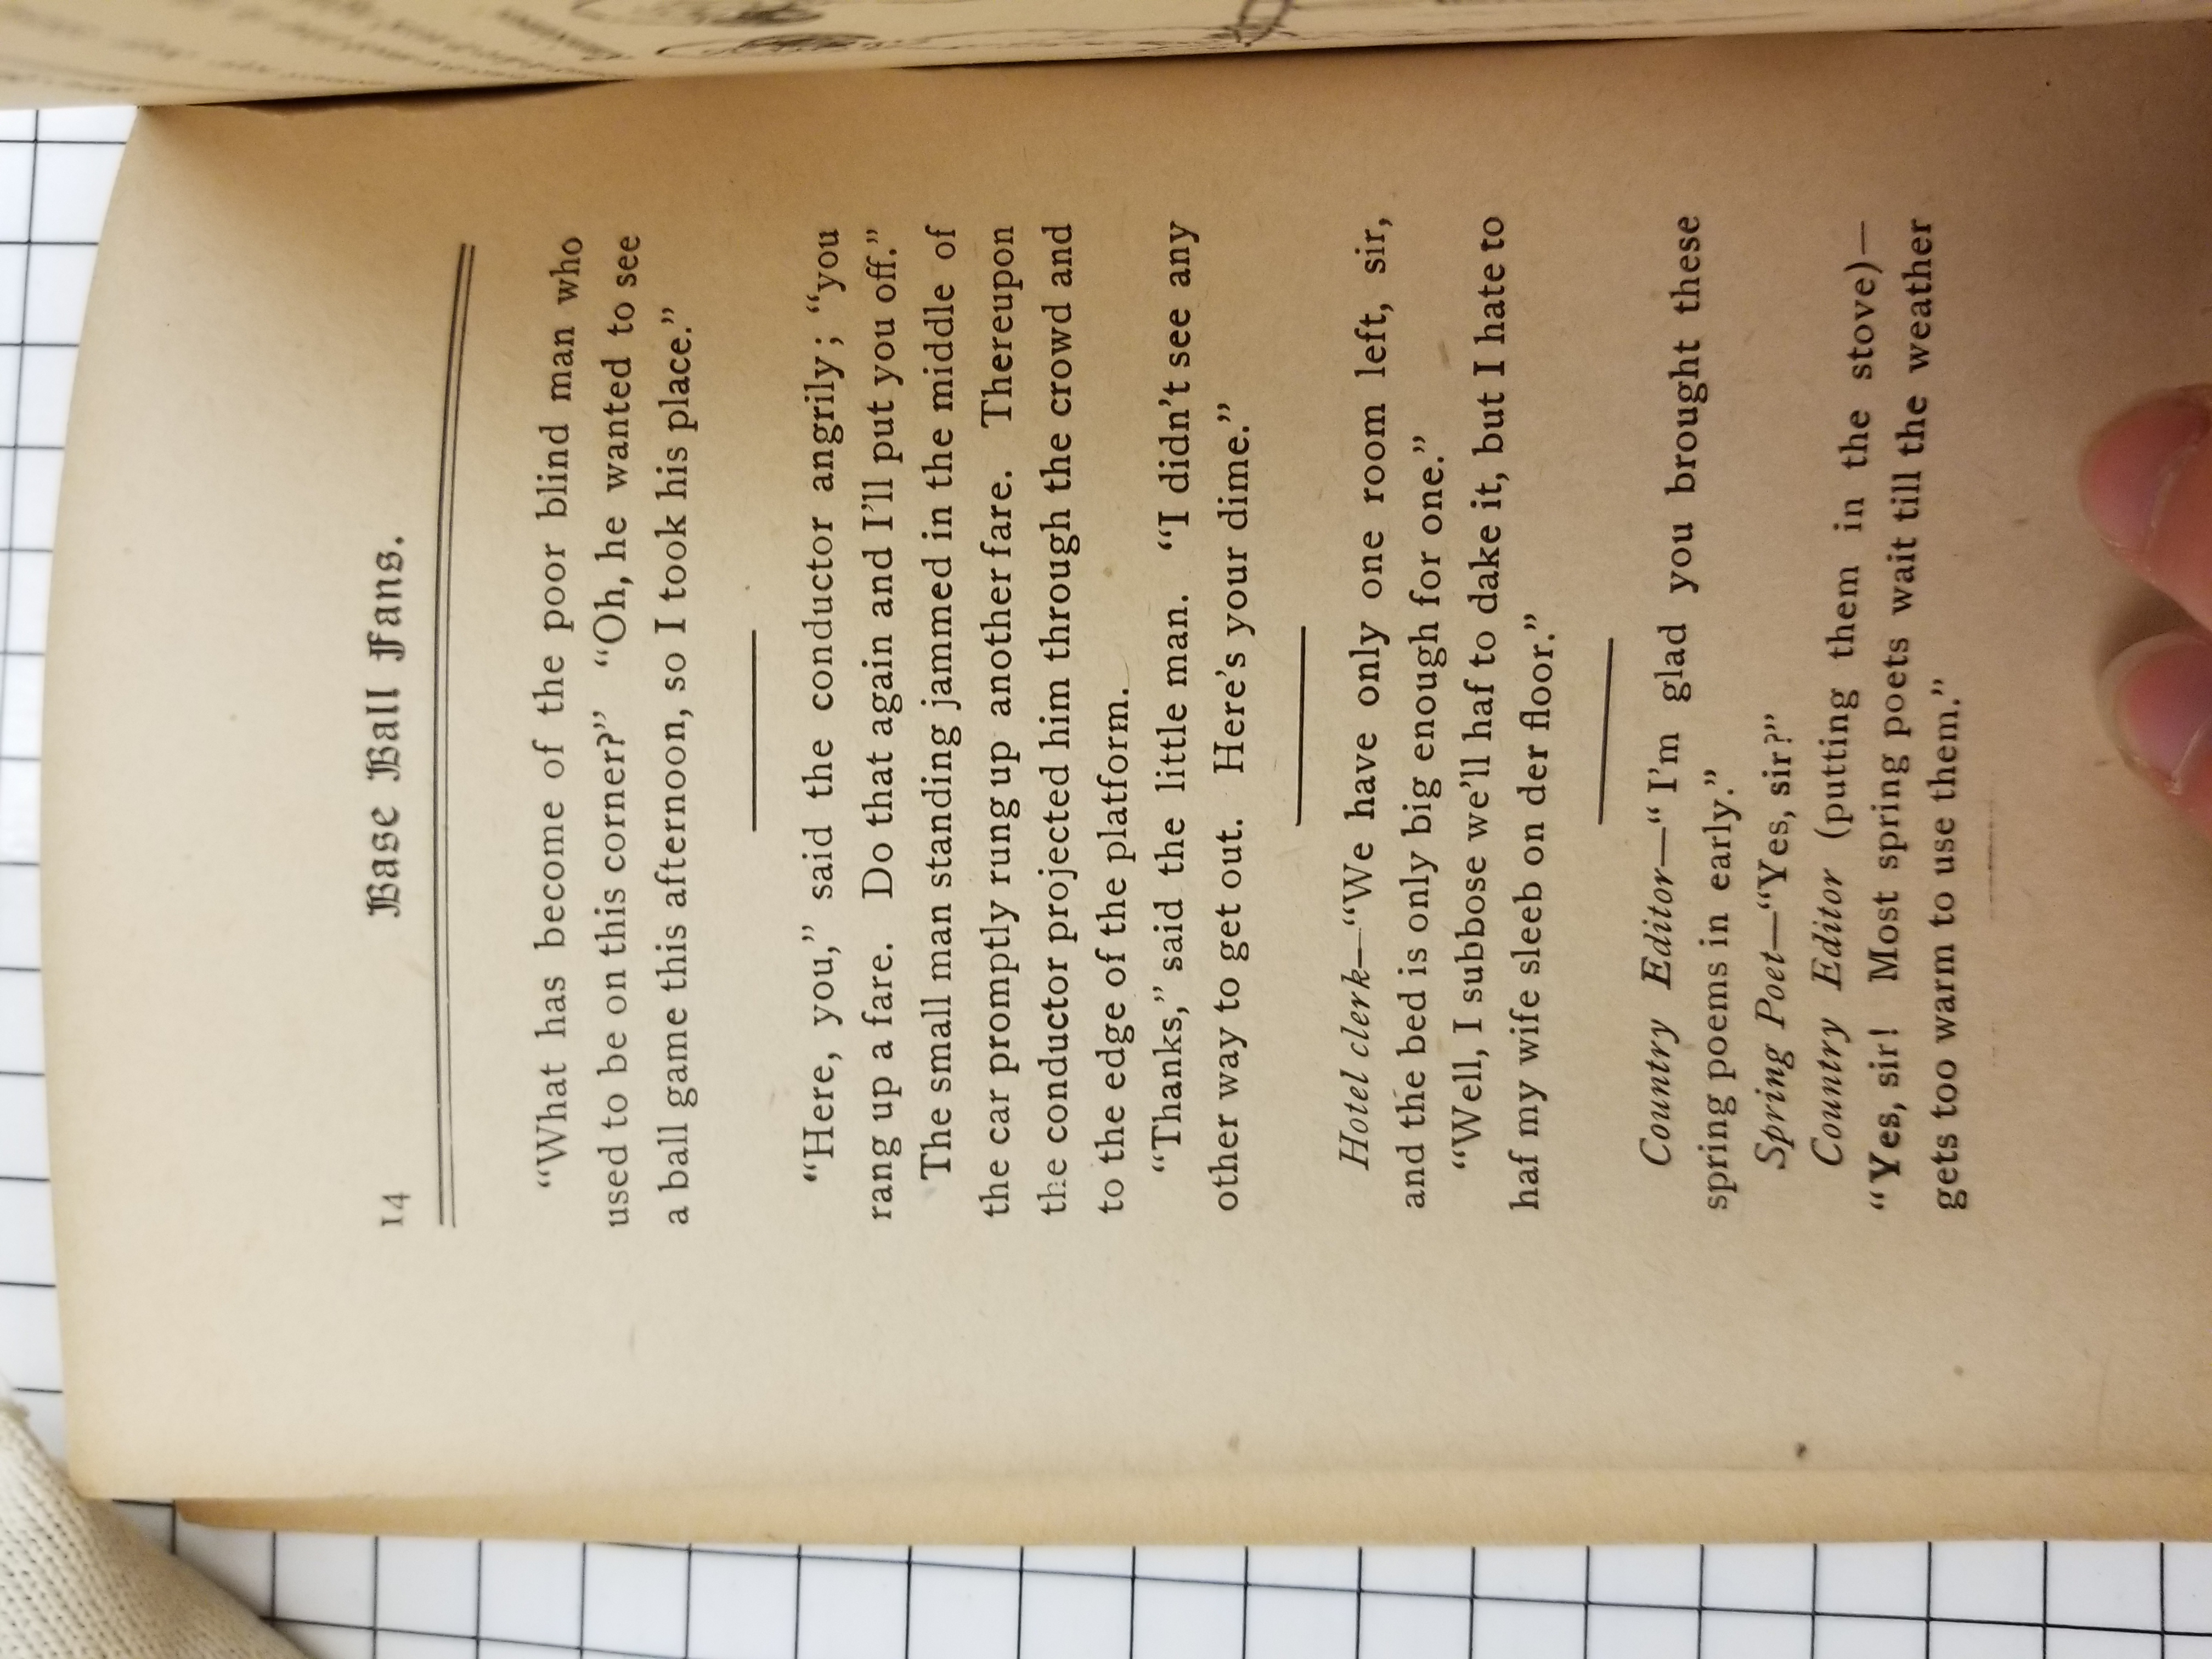 14 Base Ball Fans.
“What has become of the poor blind man who
used to be on this corner?” “Oh, he wanted to see
a ball game this afternoon, so I took his place.”
“Here, you,” said the conductor angrily; “you
rang up a fare. Do that again and I’ll put you off.”
The small man standing jammed in the middle of
the car promptly rung up another fare. Thereupon
the conductor projected him through the crowd and
to the edge of the platform.
“Thanks,” said the little man. “I didn’t see any
other way to get out. Here’s your dime.”
Hotel clerk—“We have only one room left, sir,
and the bed is only big enough for one.”
“Well, I subbose we’ll haf to dake it, but I hate to
haf my wife sleeb on der floor.”
Country Editor—“ I’m glad you brought these
spring poems in early.”
Spring Poet—“Yes, sir?”
Country Editor (putting them in the stove)—
“Yes, sir! Most spring poets wait till the weather
gets too warm to use them.”